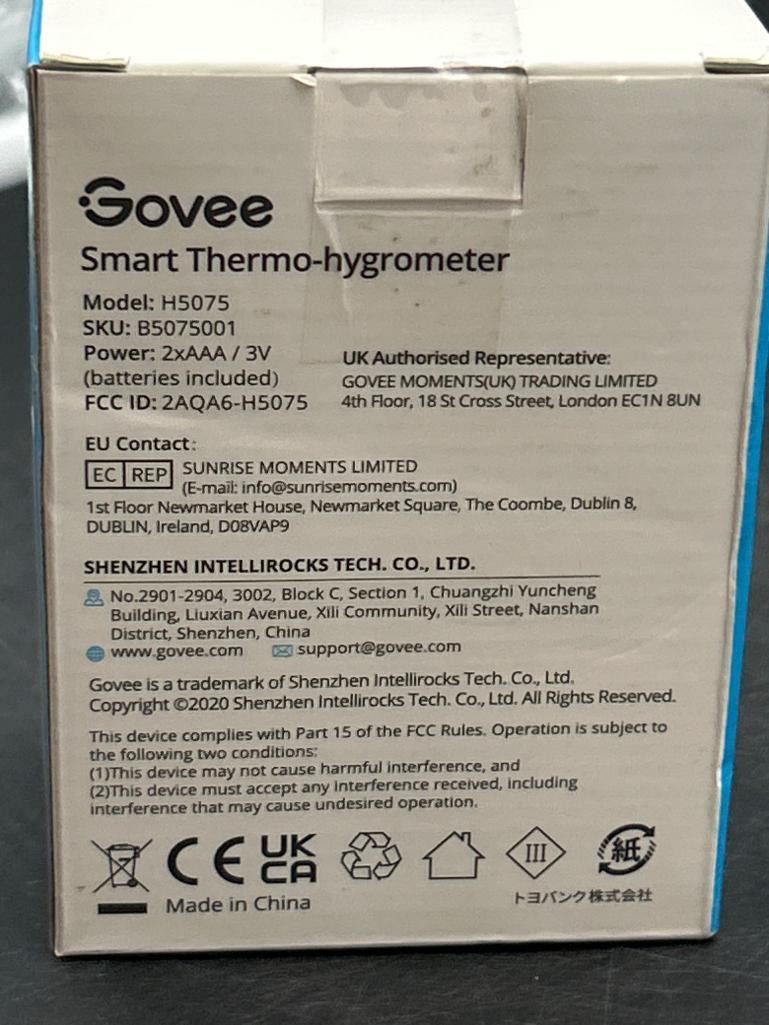 Govee
Smart Thermo-hygrometer
Model: H5075
SKU: B5075001
Power: 2xAAA / 3V
(batteries included)
FCC ID: 2AQA6-H5075
UK Authorised Representative:
GOVEE MOMENTS(UK) TRADING LIMITED
4th Floor, 18 St Cross Street, London EC1N 8UN
EU Contact:
EC REP SUNRISE MOMENTS LIMITED
(E-mail: info@sunrisemoments.com)
1st Floor Newmarket House, Newmarket Square, The Coombe, Dublin 8,
DUBLIN, Ireland, D08VAP9
SHENZHEN INTELLIROCKS TECH. CO., LTD.
No.2901-2904, 3002, Block C, Section 1, Chuangzhi Yuncheng
Building, Liuxian Avenue, Xili Community, Xili Street, Nanshan
District, Shenzhen, China
www.govee.com support@govee.com
Govee is a trademark of Shenzhen Intellirocks Tech. Co., Ltd.
Copyright ©2020 Shenzhen Intellirocks Tech. Co., Ltd. All Rights Reserved.
This device complies with Part 15 of the FCC Rules. Operation is subject to
the following two conditions:
(1)This device may not cause harmful interference, and
(2)This device must accept any interference received, including
interference that may cause undesired operation.
CE UK CA III 紙
Made in China
トヨバンク株式会社